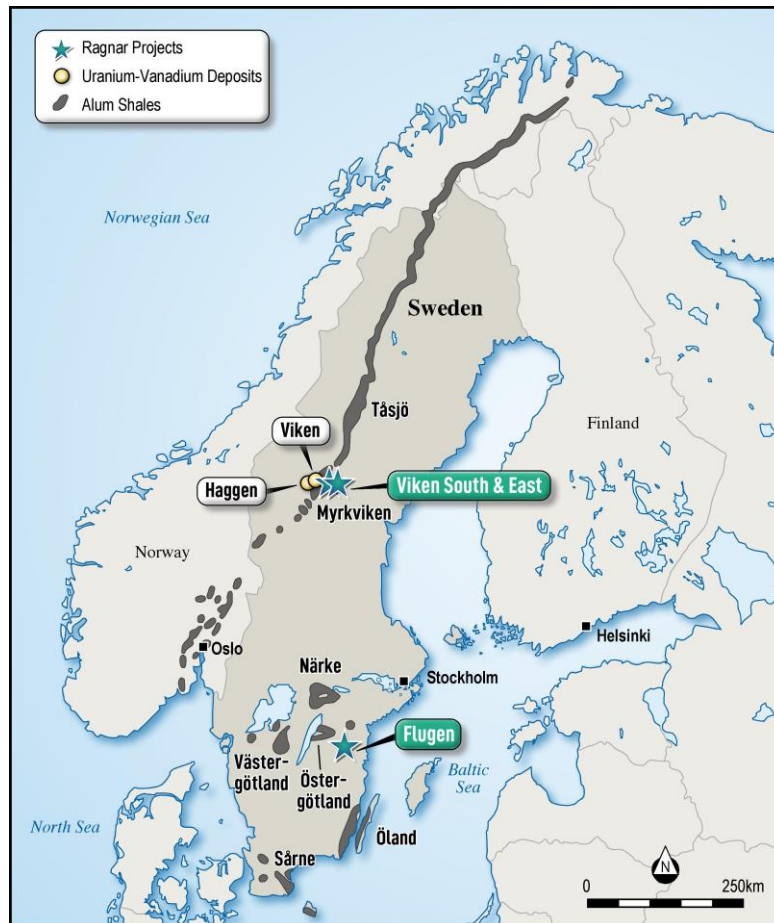 Ragnar Projects
Uranium-Vanadium Deposits
Alum Shales
Norwegian Sea
Sweden
Tåsjö
Finland
Viken
Haggen
Viken South & East
Myrkviken
Norway
Oslo
Helsinki
Närke
Stockholm
Flugen
Väster-
götland
Öster-
götland
Baltic
Sea
Öland
North Sea
Sårne
N
0
250km